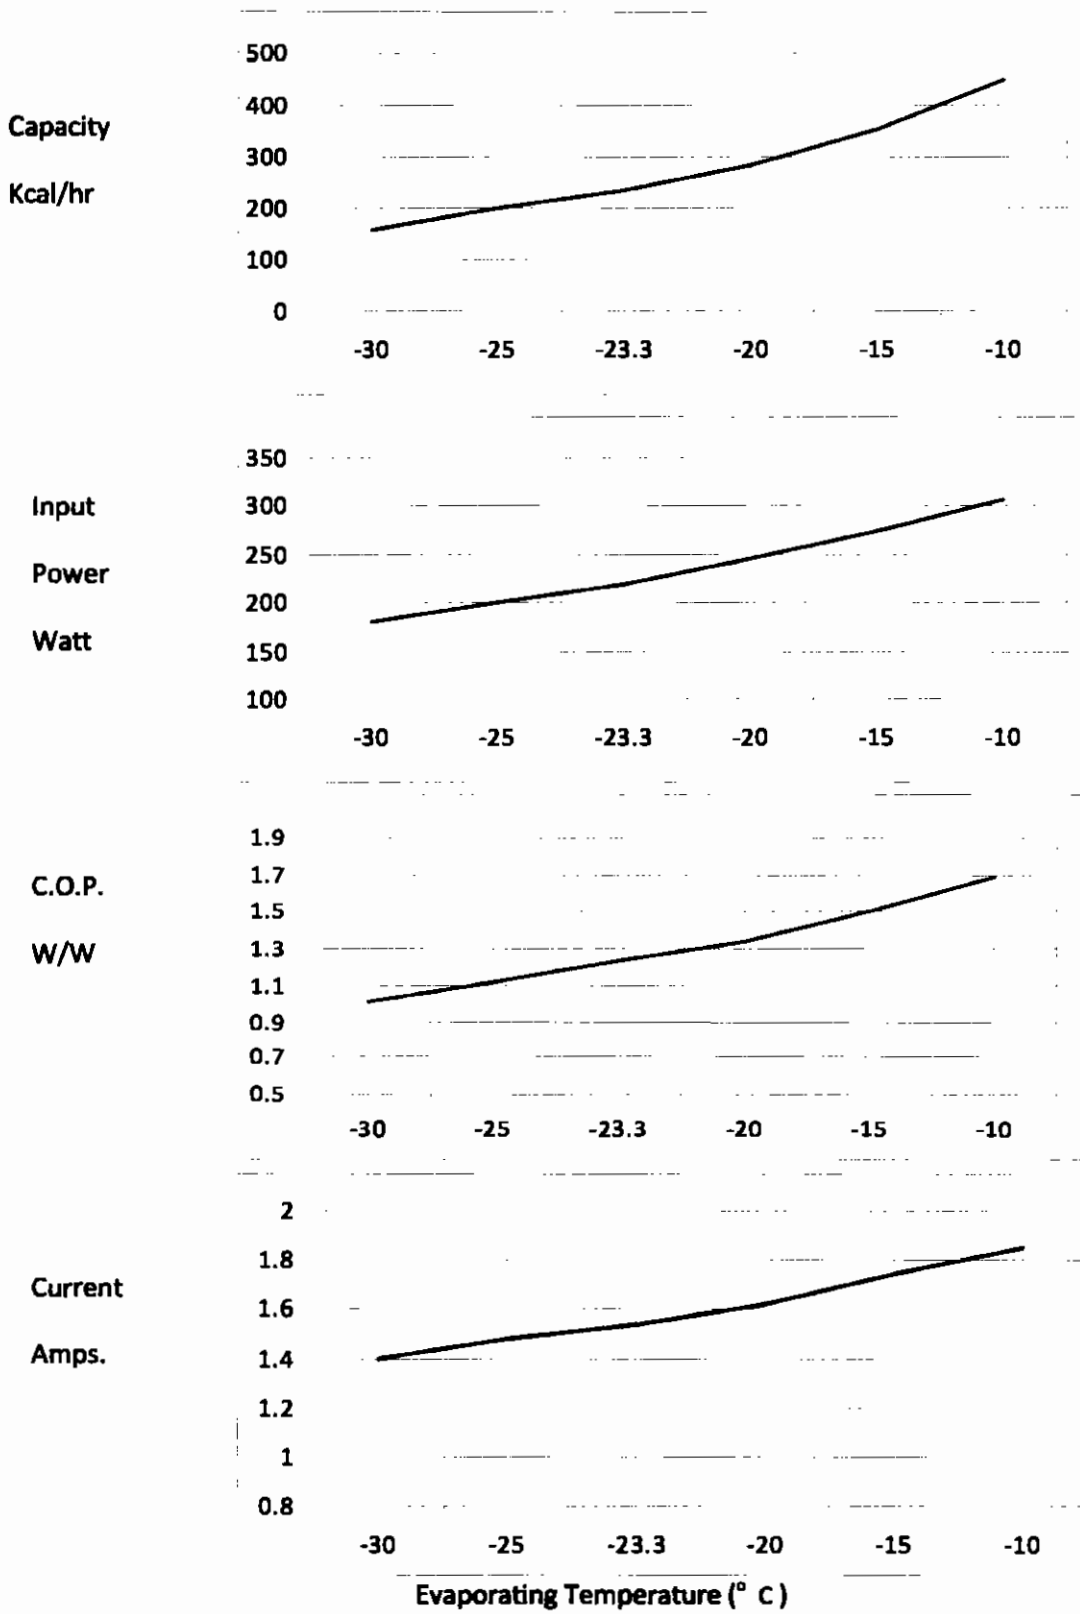 500
400
Capacity
300
Kcal/hr
200
100
0
-30 -25 -23.3 -20 -15 -10
350
Input
300
250
Power
200
Watt
150
100
-30 -25 -23.3 -20 -15 -10
1.9
1.7
C.O.P.
1.5
W/W
1.3
1.1
0.9
0.7
0.5
-30 -25 -23.3 -20 -15 -10
2
1.8
Current
1.6
Amps.
1.4
1.2
1
0.8
-30 -25 -23.3 -20 -15 -10
Evaporating Temperature (° C)